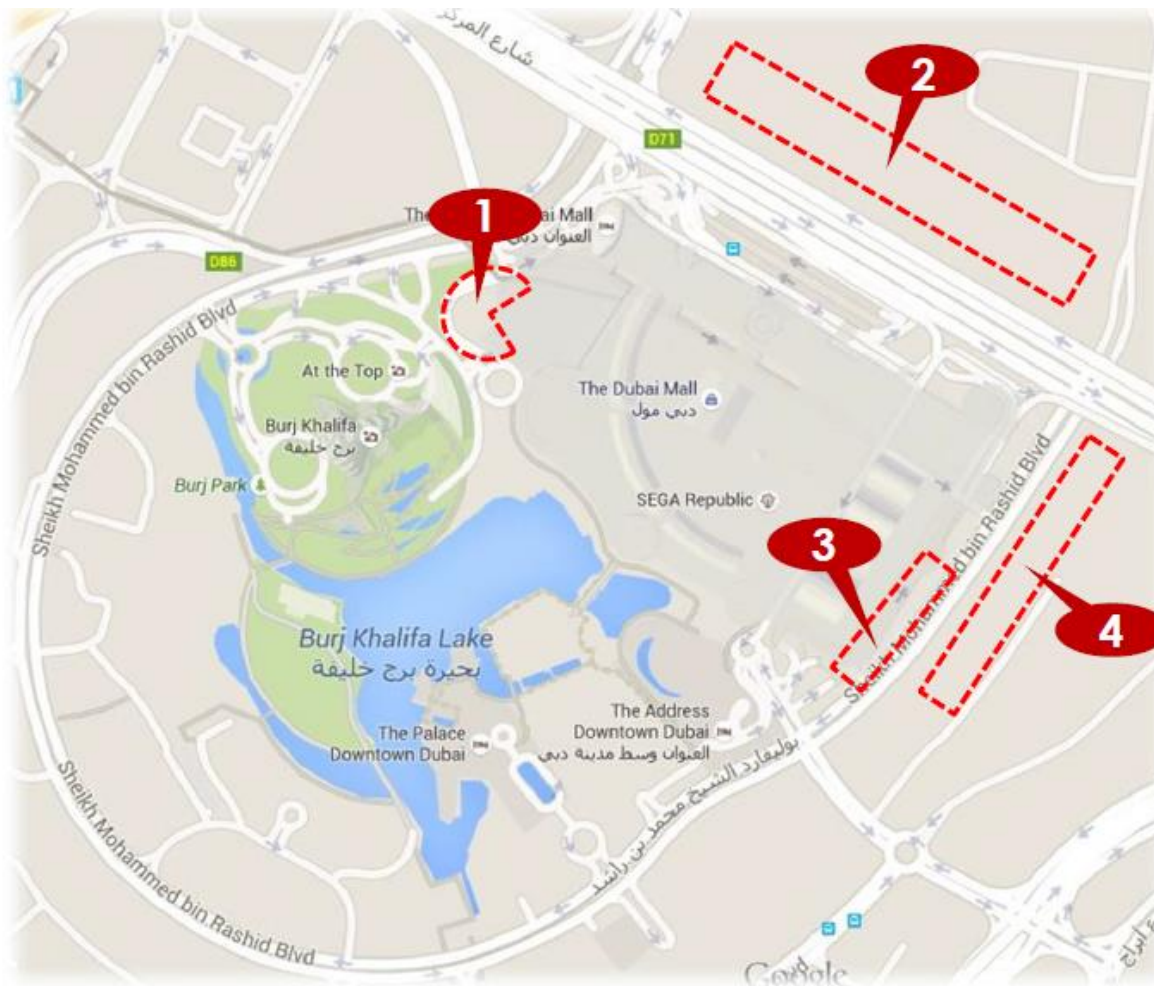 شارع المركز
2
D71
1
The
ai Mall
العنوان دبي
D86
Sheikh Mohammed bin Rashid Blvd
At the Top
The Dubai Mall
دبي مول
Burj Khalifa
برج خليفة
Burj Park
SEGA Republic
Sheikh Mohammed bin Rashid Blvd
3
4
Burj Khalifa Lake
بحيرة برج خليفة
The Address
Downtown Dubai
العنوان وسط مدينة دبي
The Palace
Downtown Dubai
Sheikh Mohammed bin Rashid Blvd
بوليفارد الشيخ محمد بن راشد
Google